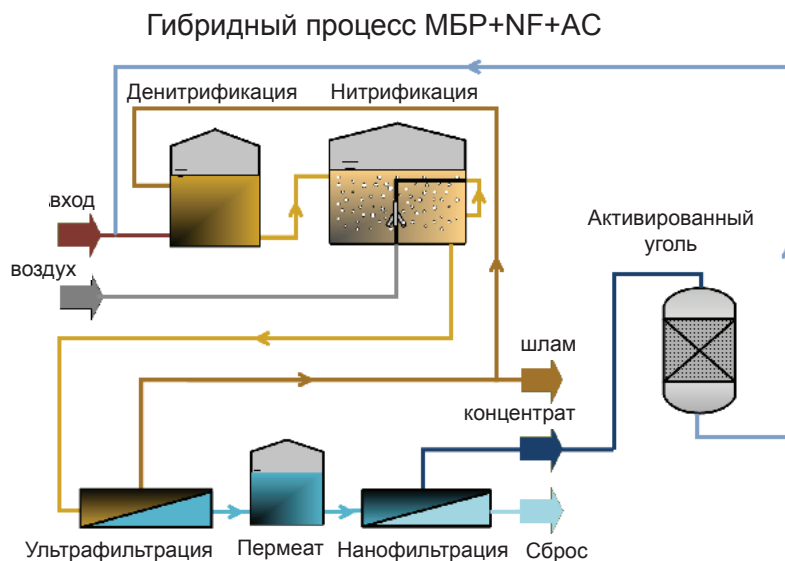 Гибридный процесс МБР+NF+AC
Денитрификация
Нитрификация
вход
воздух
Активированный
уголь
шлам
концентрат
Ультрафильтрация
Пермеат
Нанофильтрация
Сброс